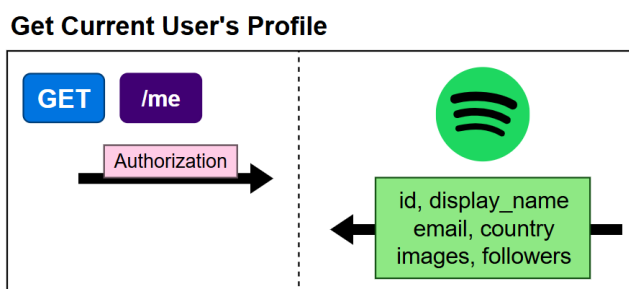 Get Current User's Profile
GET
/me
Authorization
id, display_name
email, country
images, followers